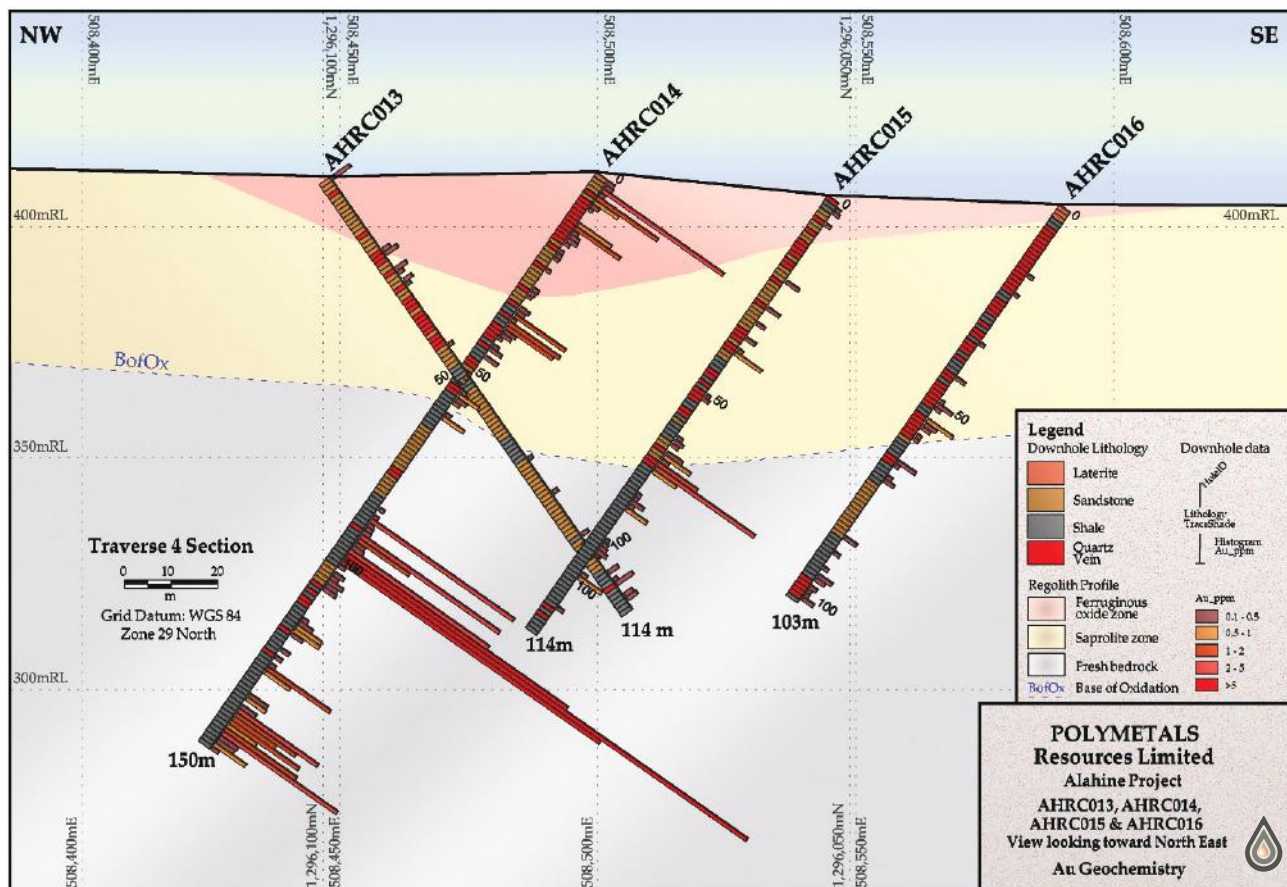 NW
SE
508,400mE
1,296,100mN
508,450mE
508,500mE
1,296,050mN
508,550mE
508,600mE
AHRC013
AHRC014
AHRC015
AHRC016
0
0
0
400mRL
400mRL
BofOx
50
50
50
50
350mRL
100
100
100
100
300mRL
Traverse 4 Section
0 10 20
m
Grid Datum: WGS 84
Zone 29 North
150m
114m
114 m
103m
Legend
Downhole Lithology
Laterite
Sandstone
Shale
Quartz
Vein
Downhole data
HoleID
Lithology
TraceShade
Histogram
Au_ppm
Regolith Profile
Ferruginous
oxide zone
Saprolite zone
Fresh bedrock
BofOx Base of Oxidation
Au_ppm
0.1 - 0.5
0.5 - 1
1 - 2
2 - 5
>5
POLYMETALS
Resources Limited
Alahine Project
AHRC013, AHRC014,
AHRC015 & AHRC016
View looking toward North East
Au Geochemistry
508,400mE
1,296,100mN
508,450mE
508,500mE
1,296,050mN
508,550mE